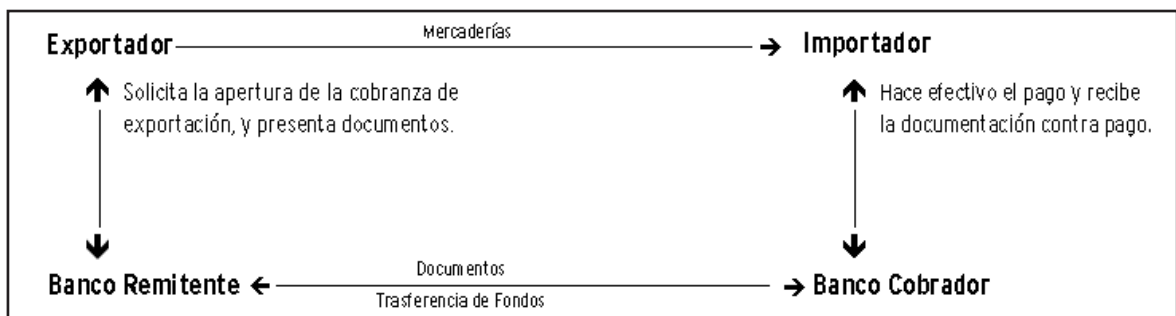 Exportador
Mercaderías
Importador
Solicita la apertura de la cobranza de
exportación, y presenta documentos.
Hace efectivo el pago y recibe
la documentación contra pago.
Banco Remitente
Documentos
Trasferencia de Fondos
Banco Cobrador